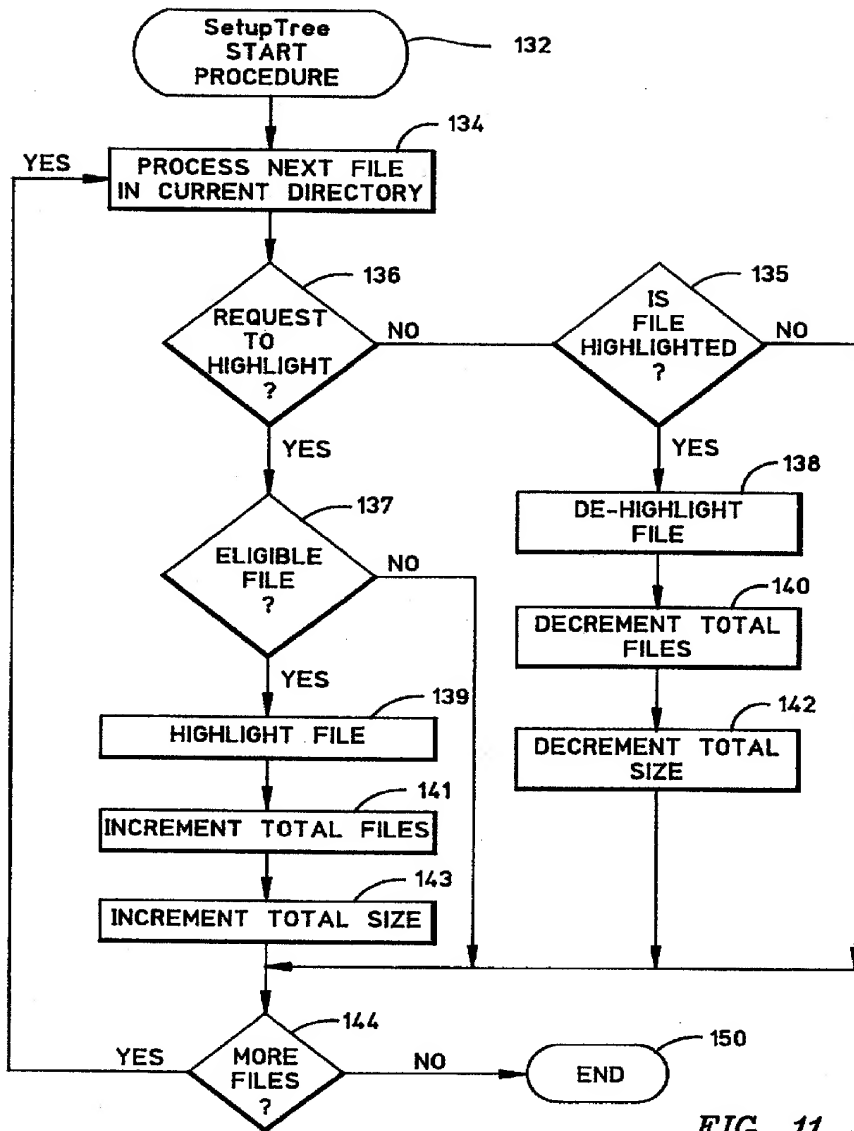 SetupTree
START
PROCEDURE
132
134
YES
PROCESS NEXT FILE
IN CURRENT DIRECTORY
136
REQUEST
TO
HIGHLIGHT
?
NO
135
IS
FILE
HIGHLIGHTED
?
NO
YES
YES
137
ELIGIBLE
FILE
?
NO
138
DE-HIGHLIGHT
FILE
140
DECREMENT TOTAL
FILES
YES
139
HIGHLIGHT FILE
142
DECREMENT TOTAL
SIZE
141
INCREMENT TOTAL FILES
143
INCREMENT TOTAL SIZE
144
MORE
FILES
?
YES
NO
150
END
FIG. 11